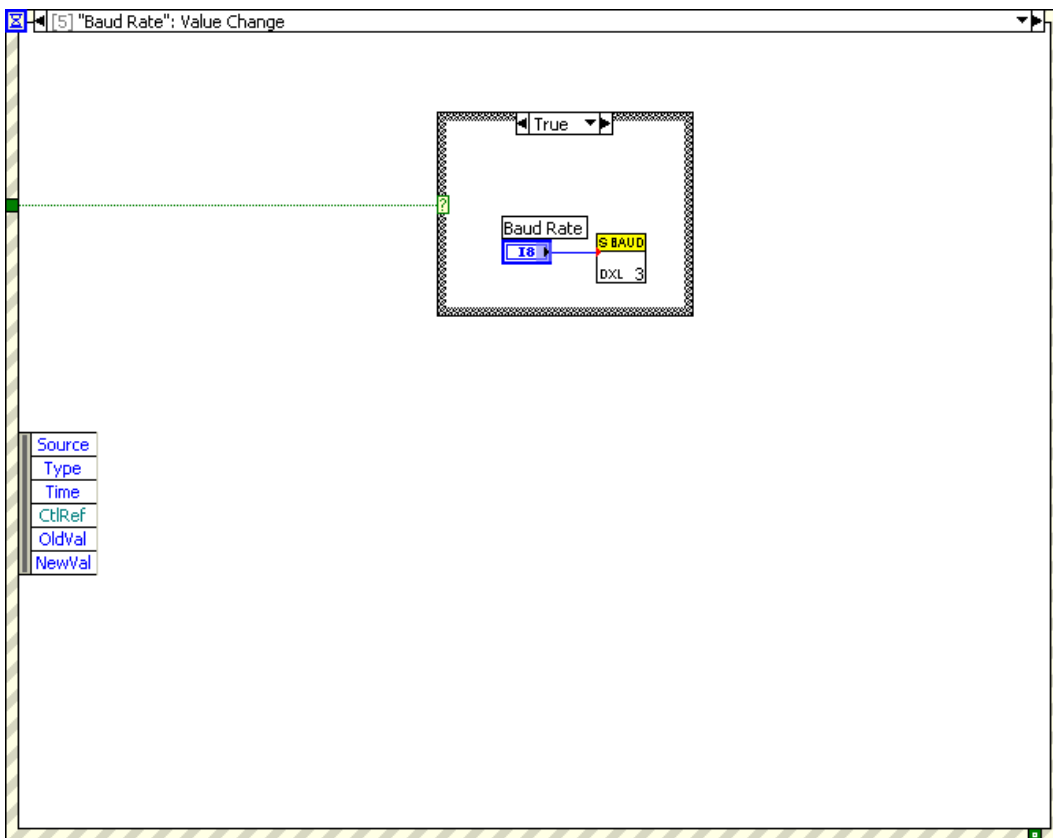 [5] "Baud Rate": Value Change
True
?
Baud Rate
I8
S BAUD
DXL 3
Source
Type
Time
CtlRef
OldVal
NewVal